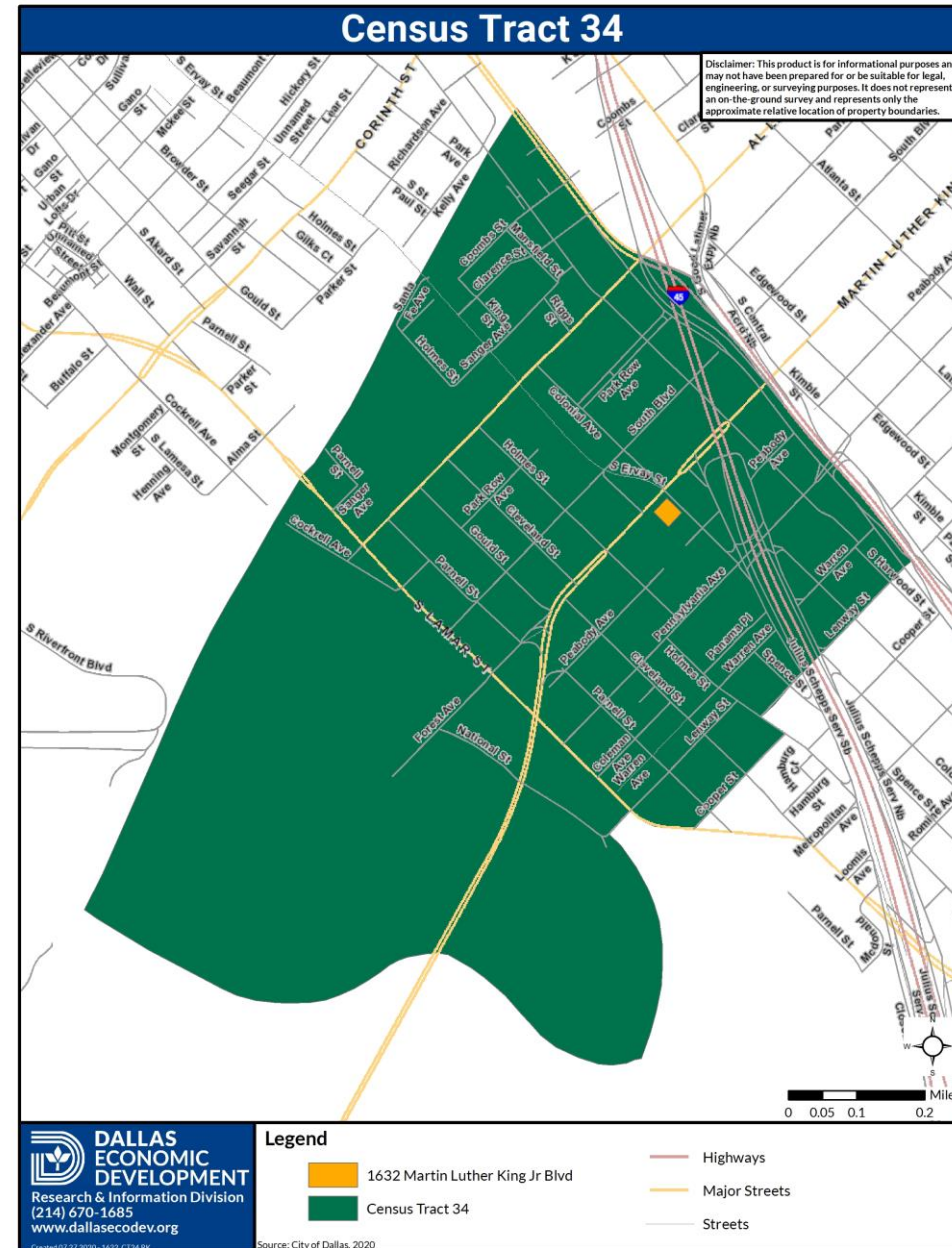 Census Tract 34
Disclaimer: This product is for informational purposes an
may not have been prepared for or be suitable for legal,
engineering, or surveying purposes. It does not represent
an on-the-ground survey and represents only the
approximate relative location of property boundaries.
S Ervay St
Beaumont St
Hickory St
Gano St
Mckee St
Unnamed Street
Lear St
CORINTH ST
Richardson Ave
Park Ave
Coombs St
Atlanta St
South Blvd
Gano St
Urban Lofts Dr
Browder St
Seegar St
S St Paul St
Kelly Ave
MARTIN LUTHER KIN
Peabody Av
S Akard St
Savannah St
Holmes St
Gilks Ct
Parker St
Coombs St
Mansfield St
Clarence St
S Good Latimer Expy Nb
Edgewood St
Beaumont St
Wall St
Gould St
Santa Fe Ave
Kings St
Riggs St
45
S Central Acrd Nb
Buffalo St
Parnell St
Parker St
Holmes St
Sanger Ave
Park Row Ave
Kimble St
Colonial Ave
South Blvd
Edgewood St
Montgomery St
Cockrell Ave
S Lamesa St
Alma St
Henning Ave
Parnell St
Sanger Ave
Holmes St
S Ervay St
Peabody Ave
Park Row Ave
Cleveland St
Kimble St
Cockrell Ave
Gould St
Parnell St
Warren Ave
S Harwood St
S LAMAR ST
Pennsylvania Ave
Lenway St
Cooper St
S Riverfront Blvd
Peabody Ave
Panama Pl
Warren Ave
Holmes St
Cleveland St
Spence St
Julius Schepps Serv Sb
Parnell St
Lenway St
Julius Schepps Serv Nb
Forest Ave
National St
Coleman Ave
Warren Ave
Cooper St
Hamburg Ct
Hamburg St
Spence St
Metropolitan Ave
Loomis Ave
Parnell St
W
S
Mile
0 0.05 0.1 0.2
DALLAS
ECONOMIC
DEVELOPMENT
Research & Information Division
(214) 670-1685
www.dallasecodev.org
Legend
1632 Martin Luther King Jr Blvd
Census Tract 34
Highways
Major Streets
Streets
Source: City of Dallas, 2020